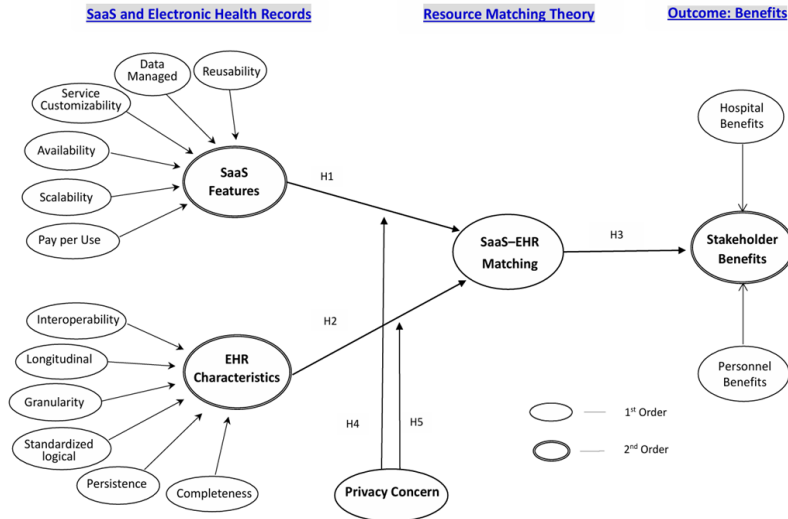 SaaS and Electronic Health Records
Resource Matching Theory
Outcome: Benefits
Data
Managed
Reusability
Service
Customizability
Availability
Scalability
Pay per Use
SaaS
Features
H1
Hospital
Benefits
SaaS–EHR
Matching
H3
Stakeholder
Benefits
Interoperability
Longitudinal
Granularity
Standardized
logical
Persistence
Completeness
EHR
Characteristics
H2
H4
H5
Privacy Concern
Personnel
Benefits
1st Order
2nd Order